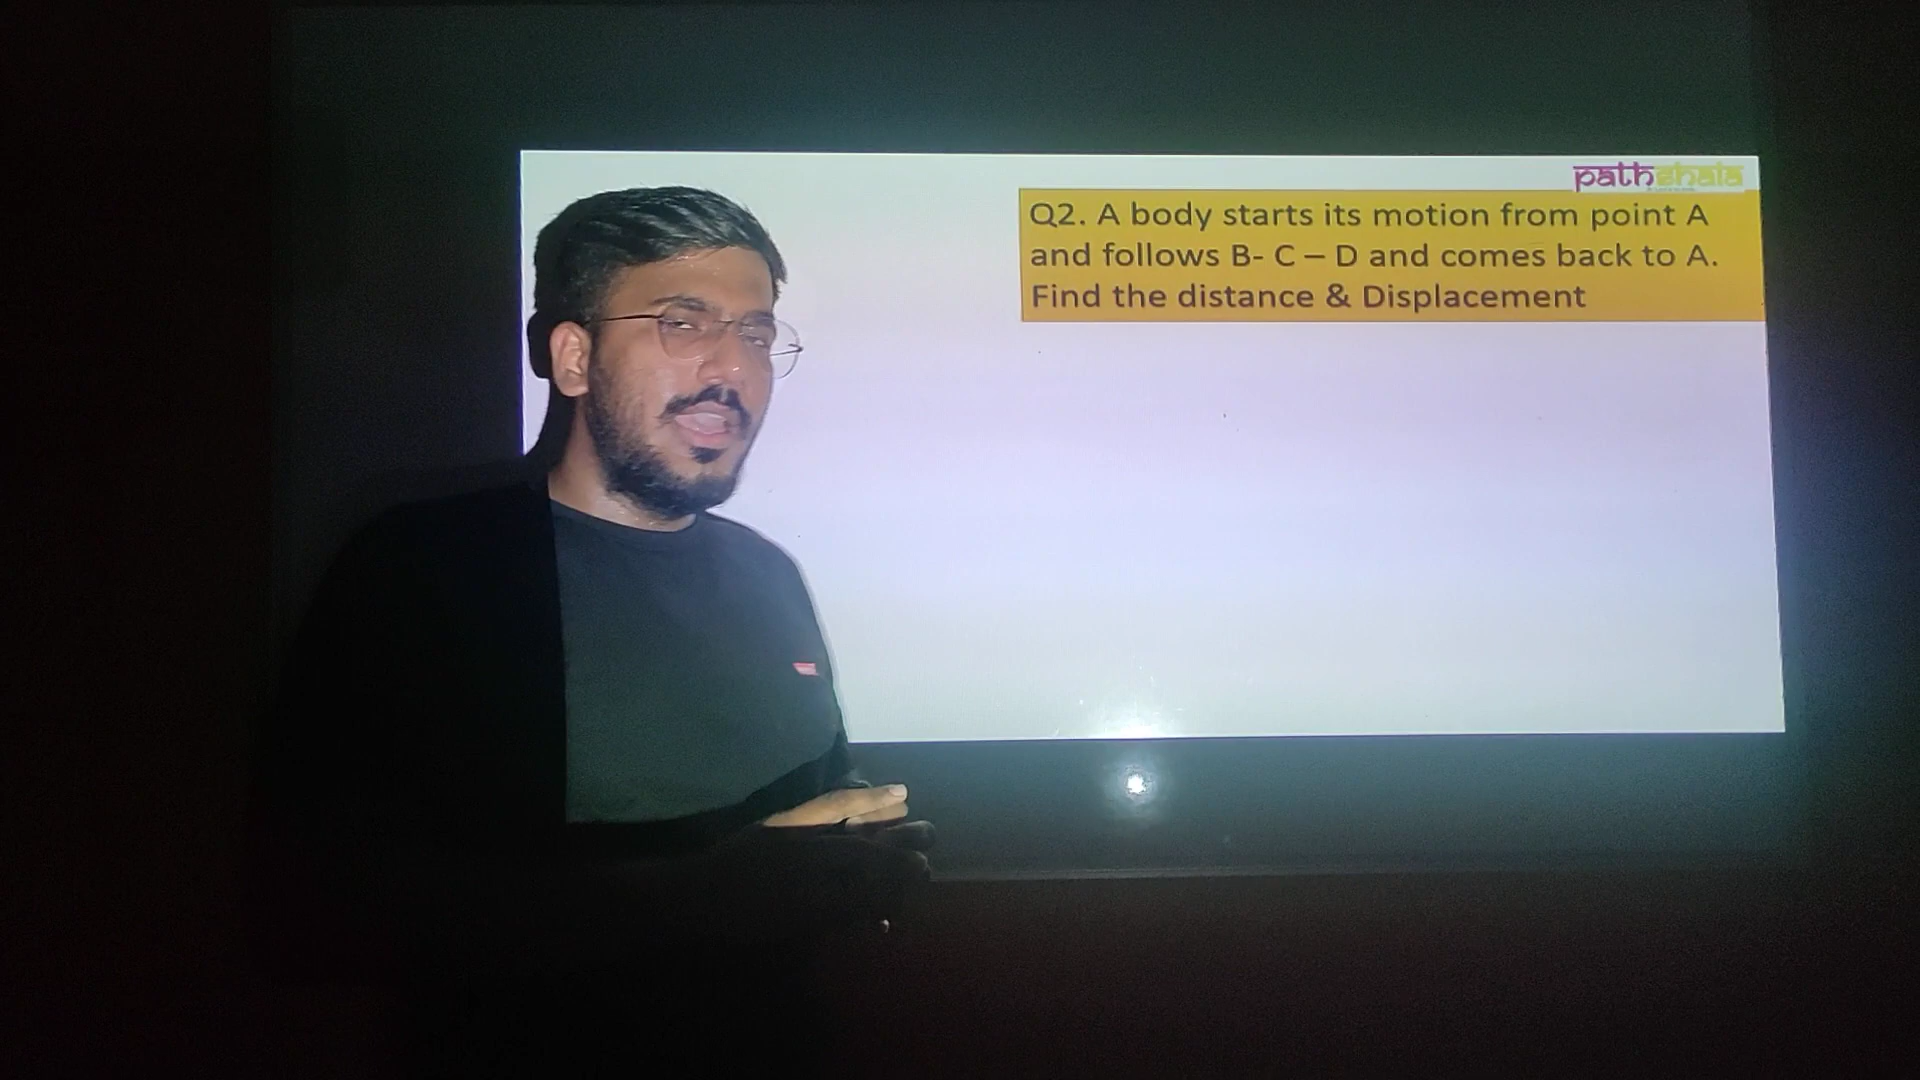 pathshala
Q2. A body starts its motion from point A
and follows B- C – D and comes back to A.
Find the distance & Displacement